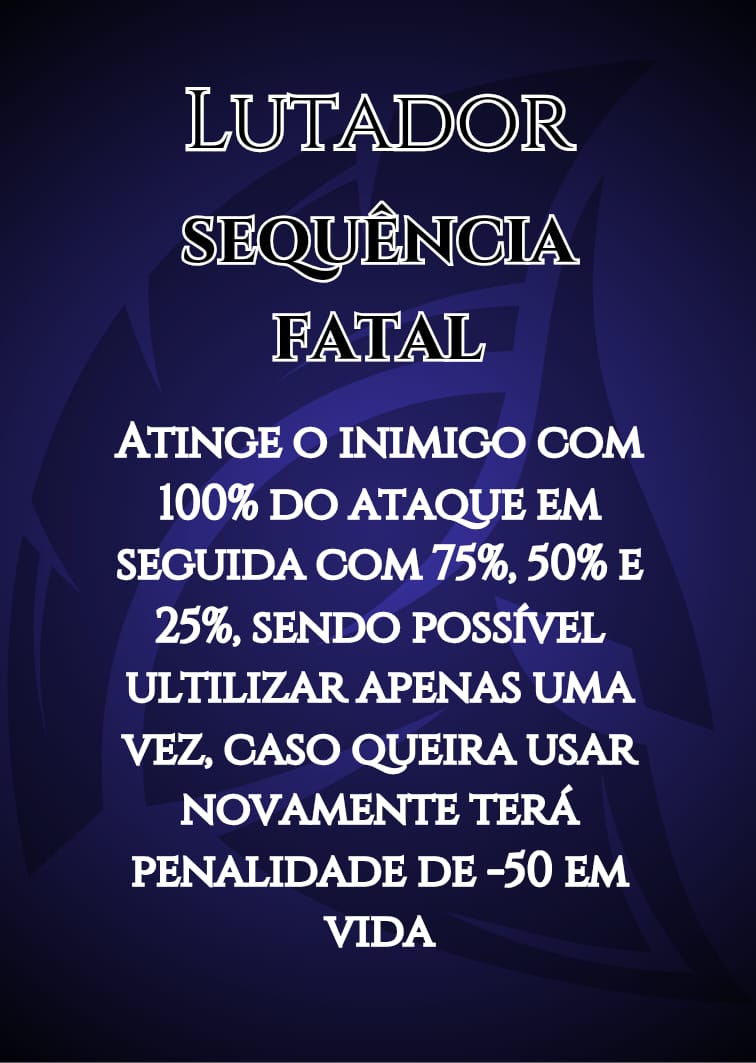 Lutador
sequência
fatal
Atinge o inimigo com
100% do ataque em
seguida com 75%, 50% e
25%, sendo possível
ultilizar apenas uma
vez, caso queira usar
novamente terá
penalidade de -50 em
vida